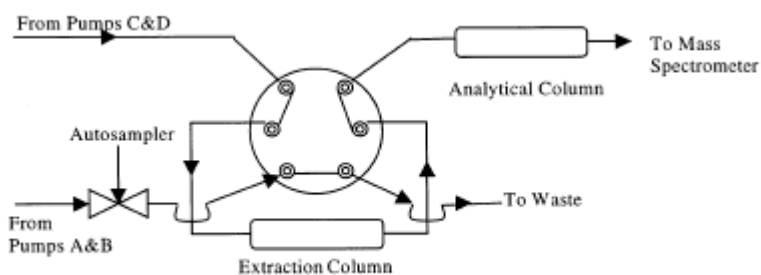 From Pumps C&D
To Mass
Spectrometer
Analytical Column
Autosampler
To Waste
From
Pumps A&B
Extraction Column